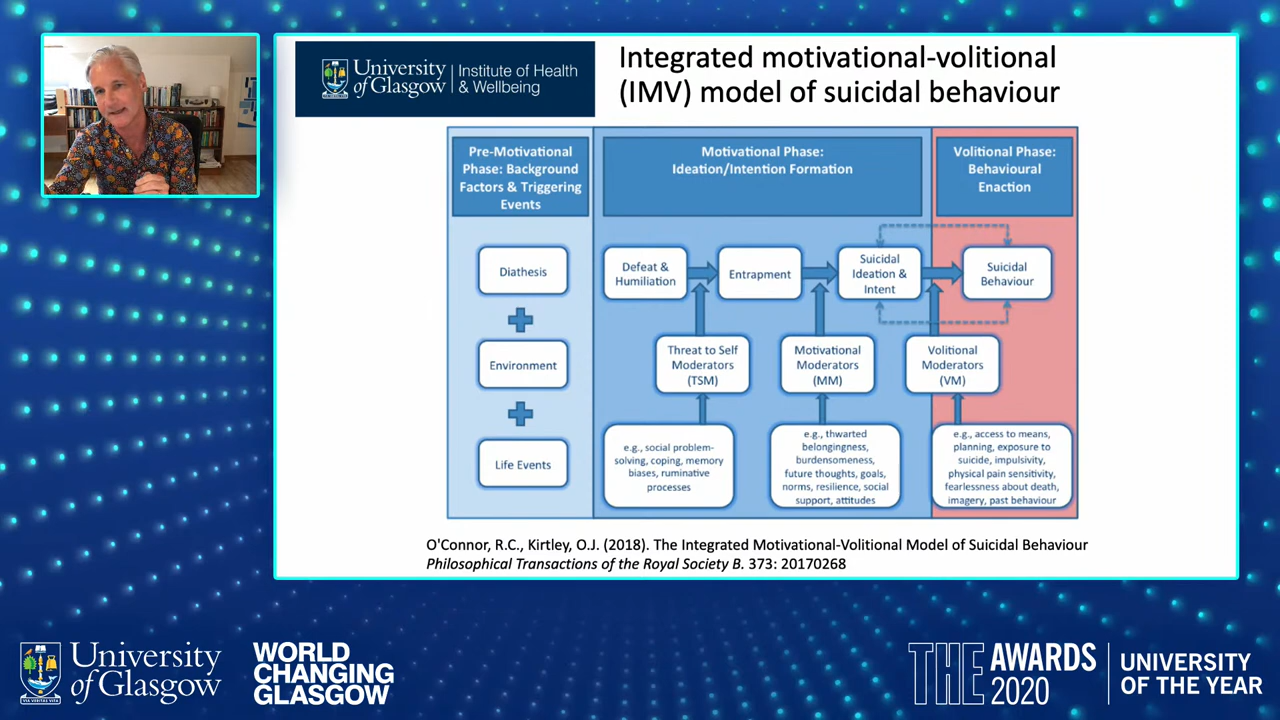 University
of Glasgow
Institute of Health
& Wellbeing
Integrated motivational-volitional
(IMV) model of suicidal behaviour
Pre-Motivational
Phase: Background
Factors & Triggering
Events
Motivational Phase:
Ideation/Intention Formation
Volitional Phase:
Behavioural
Enaction
Diathesis
Environment
Life Events
Defeat &
Humiliation
Entrapment
Suicidal
Ideation &
Intent
Suicidal
Behaviour
Threat to Self
Moderators
(TSM)
Motivational
Moderators
(MM)
Volitional
Moderators
(VM)
e.g., social problem-
solving, coping, memory
biases, ruminative
processes
e.g., thwarted
belongingness,
burdensomeness,
future thoughts, goals,
norms, resilience, social
support, attitudes
e.g., access to means,
planning, exposure to
suicide, impulsivity,
physical pain sensitivity,
fearlessness about death,
imagery, past behaviour
O'Connor, R.C., Kirtley, O.J. (2018). The Integrated Motivational-Volitional Model of Suicidal Behaviour
Philosophical Transactions of the Royal Society B. 373: 20170268
University
of Glasgow
WORLD
CHANGING
GLASGOW
THE AWARDS
2020
UNIVERSITY
OF THE YEAR